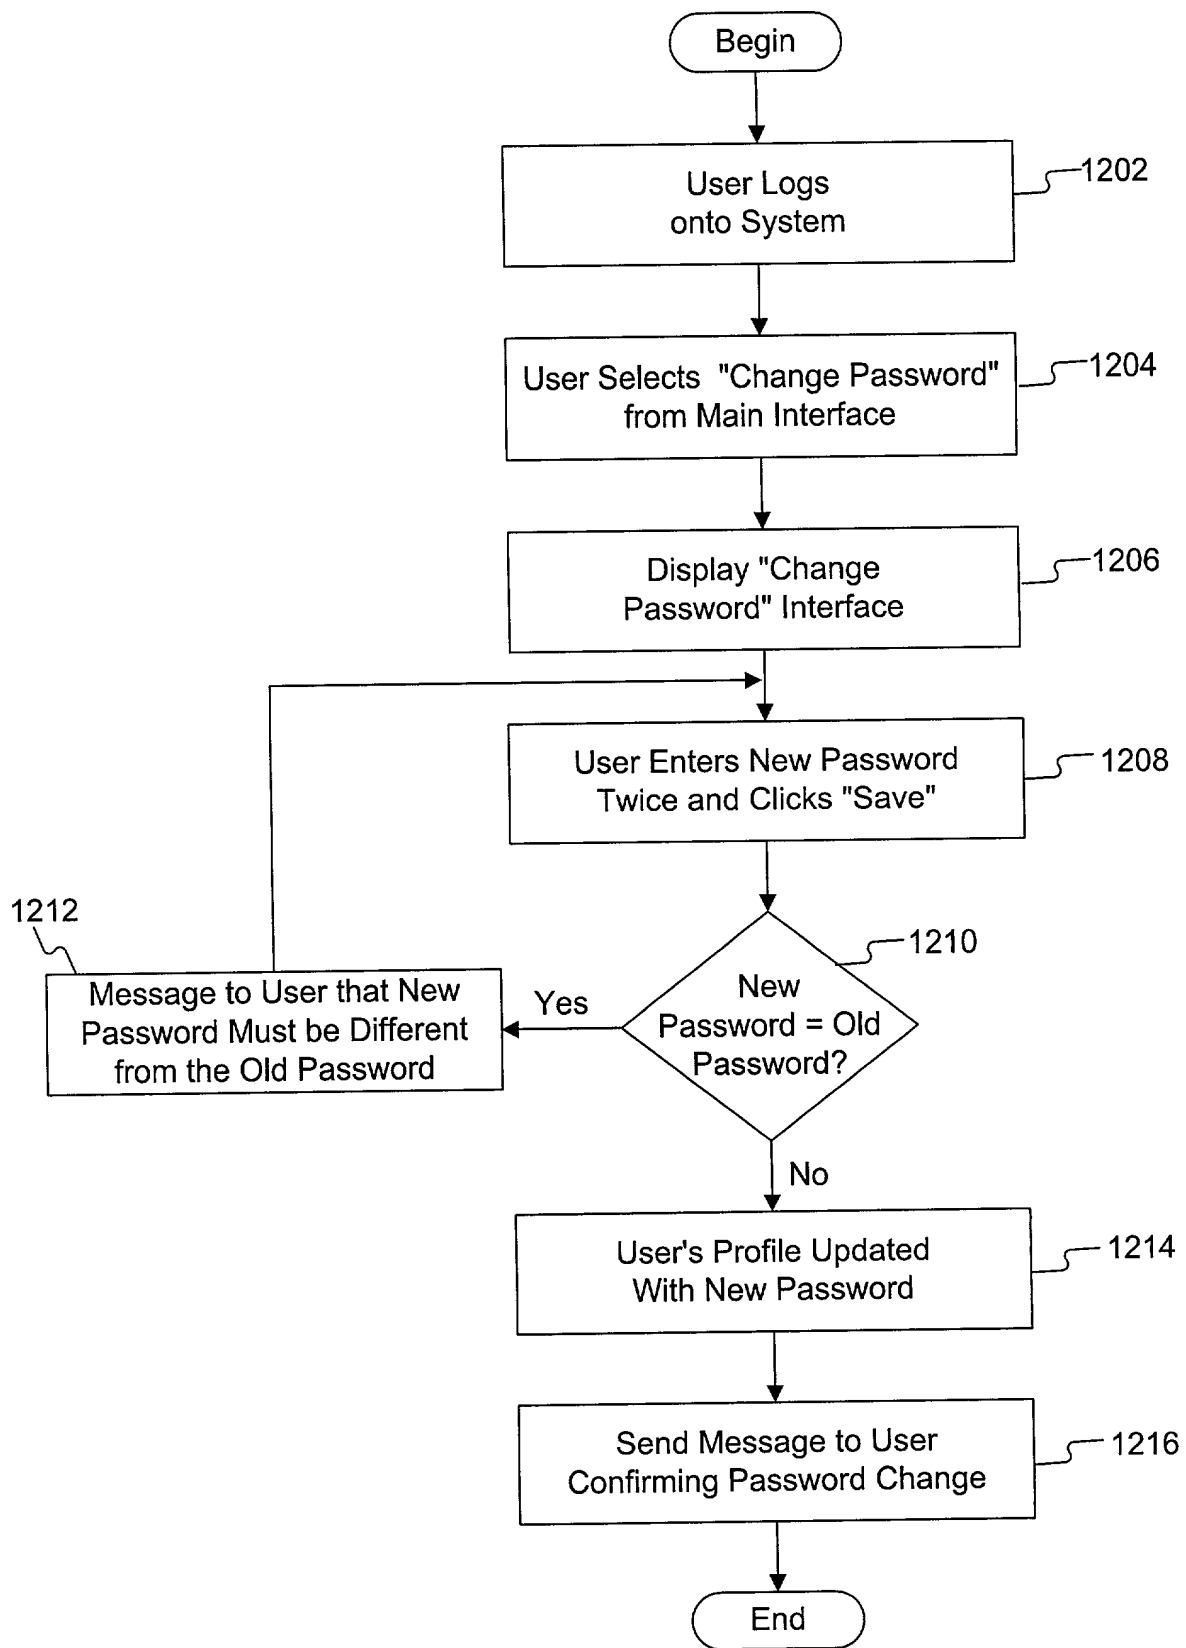 Begin
User Logs
onto System
1202
User Selects "Change Password"
from Main Interface
1204
Display "Change
Password" Interface
1206
User Enters New Password
Twice and Clicks "Save"
1208
New
Password = Old
Password?
1210
Yes
1212
Message to User that New
Password Must be Different
from the Old Password
No
User's Profile Updated
With New Password
1214
Send Message to User
Confirming Password Change
1216
End